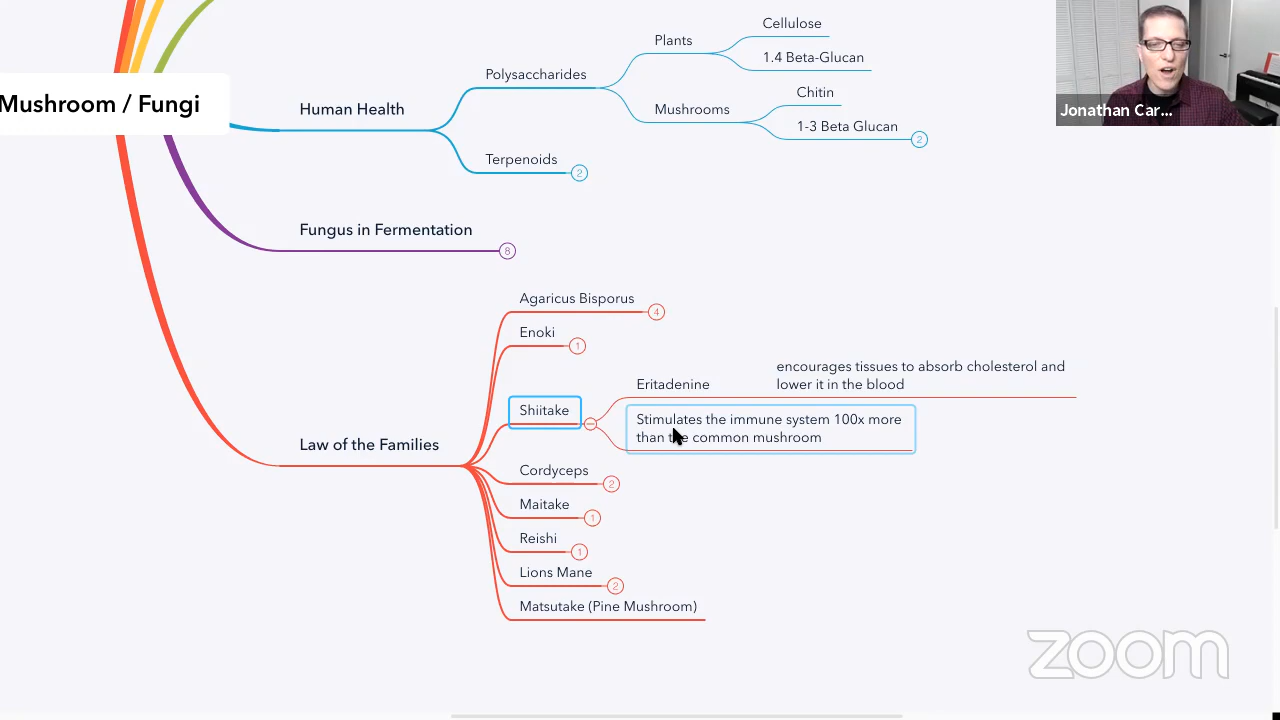 Cellulose
Plants
1.4 Beta-Glucan
Polysaccharides
Chitin
Mushrooms
1-3 Beta Glucan
2
Mushroom / Fungi
Human Health
Terpenoids
2
Jonathan Car...
Fungus in Fermentation
8
Agaricus Bisporus
4
Enoki
1
encourages tissues to absorb cholesterol and
lower it in the blood
Eritadenine
Shiitake
Stimulates the immune system 100x more
than the common mushroom
Law of the Families
Cordyceps
2
Maitake
1
Reishi
1
Lions Mane
2
Matsutake (Pine Mushroom)
zoom